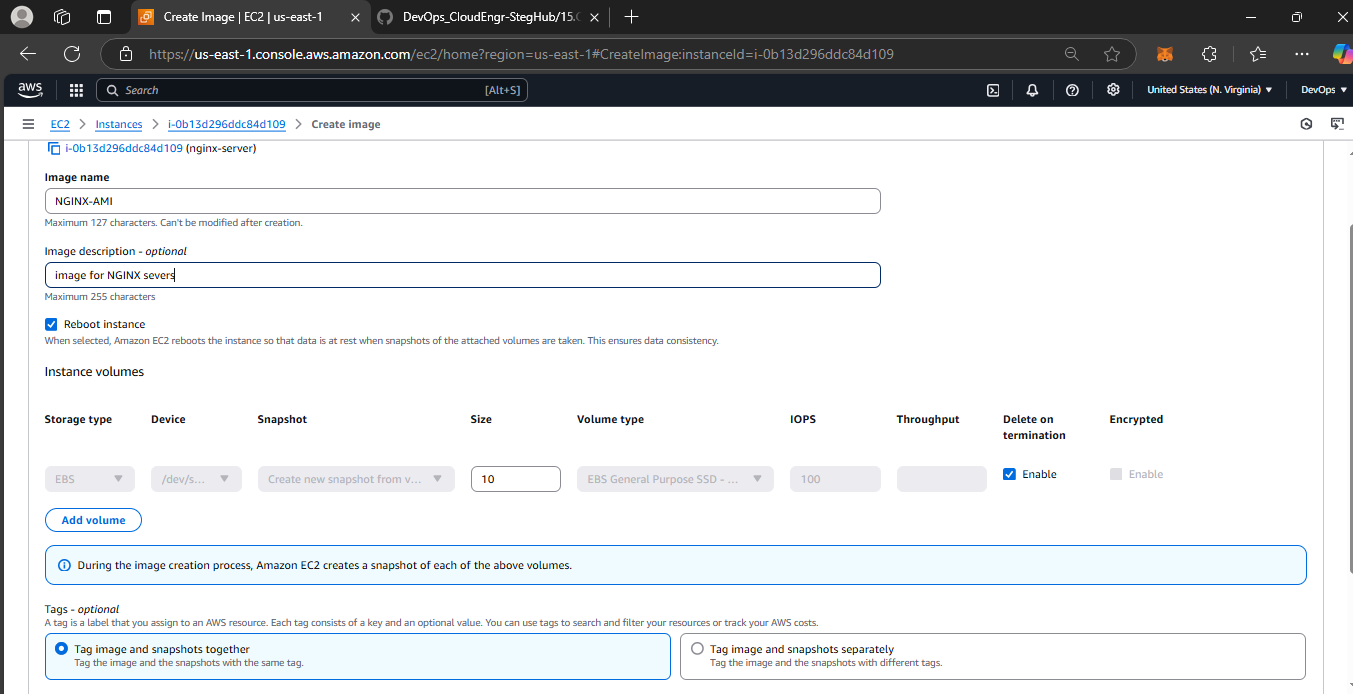 Create Image | EC2 | us-east-1
DevOps_CloudEngr-StegHub/15.
https://us-east-1.console.aws.amazon.com/ec2/home?region=us-east-1#CreateImage:instanceId=i-0b13d296ddc84d109
aws
Search [Alt+S]
United States (N. Virginia)
DevOps
EC2 > Instances > i-0b13d296ddc84d109 > Create image
i-0b13d296ddc84d109 (nginx-server)
Image name
NGINX-AMI
Maximum 127 characters. Can't be modified after creation.
Image description - optional
image for NGINX severs
Maximum 255 characters
Reboot instance
When selected, Amazon EC2 reboots the instance so that data is at rest when snapshots of the attached volumes are taken. This ensures data consistency.
Instance volumes
Storage type Device Snapshot Size Volume type IOPS Throughput Delete on termination Encrypted
EBS /dev/s... Create new snapshot from v... 10 EBS General Purpose SSD - ... 100 Enable Enable
Add volume
During the image creation process, Amazon EC2 creates a snapshot of each of the above volumes.
Tags - optional
A tag is a label that you assign to an AWS resource. Each tag consists of a key and an optional value. You can use tags to search and filter your resources or track your AWS costs.
Tag image and snapshots together
Tag the image and the snapshots with the same tag.
Tag image and snapshots separately
Tag the image and the snapshots with different tags.